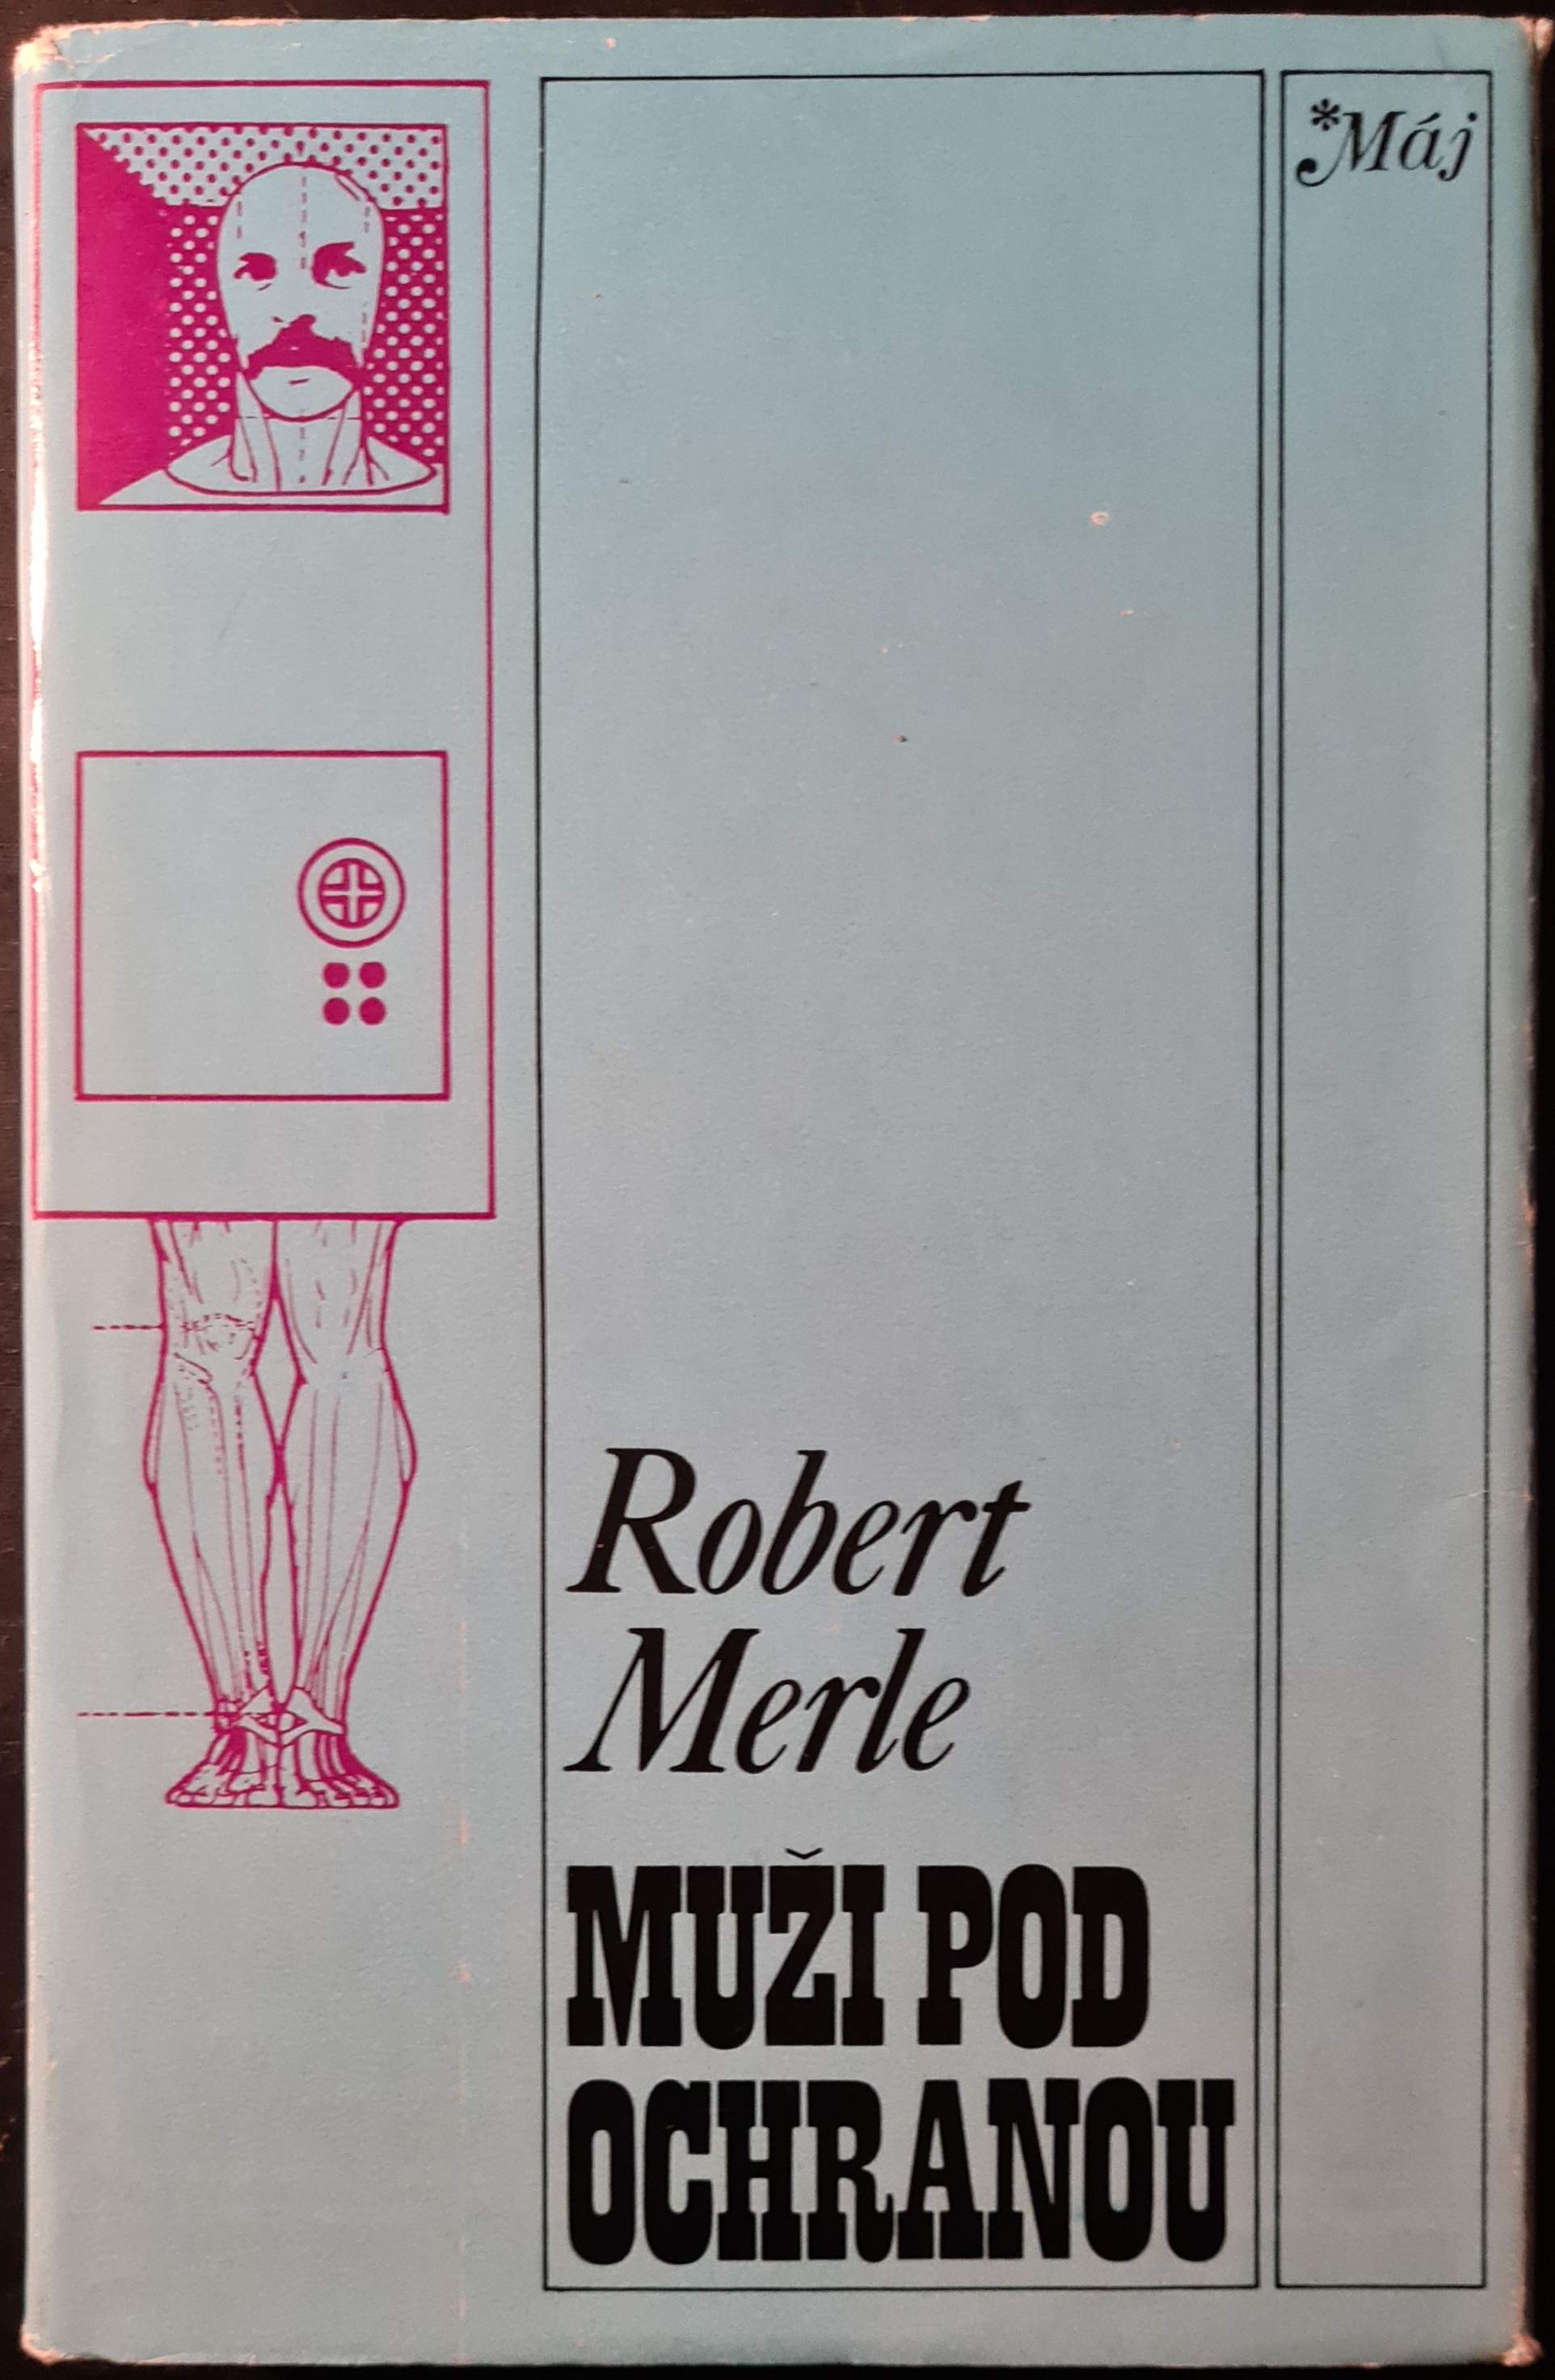 *Máj
Robert
Merle
MUŽI POD
OCHRANOU